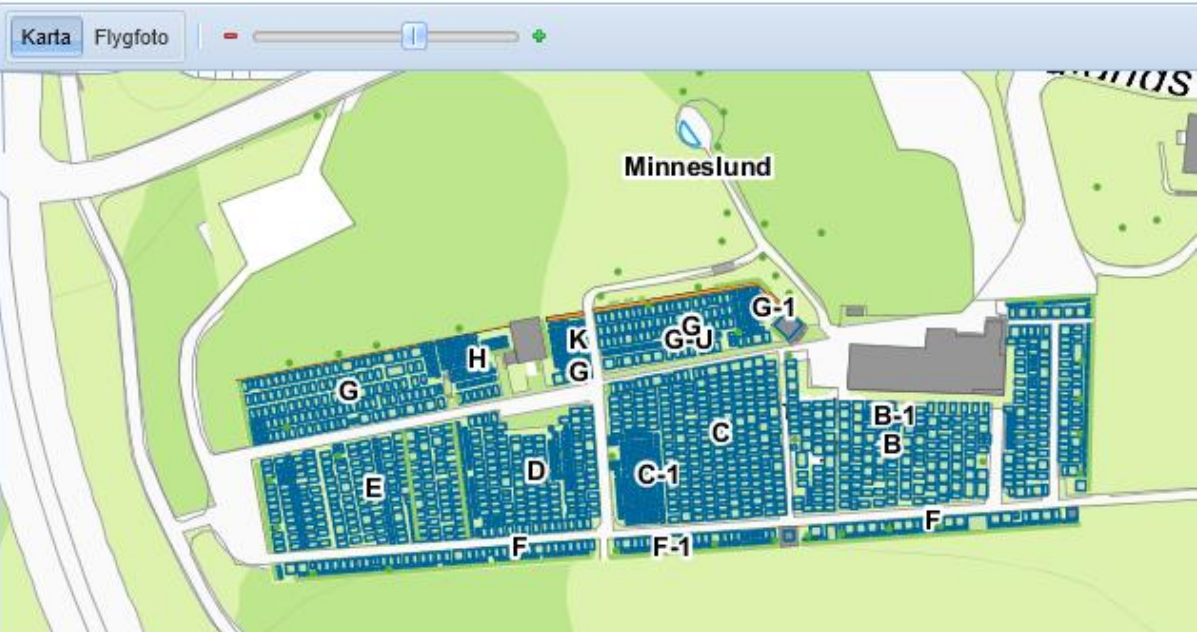 Karta Flygfoto
Minneslund
G-1
G
G-U
K
H
G
G
C
B-1
B
D
C-1
E
F
F
F-1